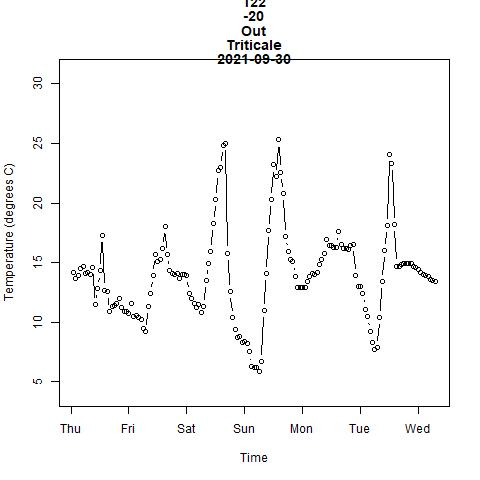 122
-20
Out
Triticale
2021-09-30
30
25
20
15
10
5
Temperature (degrees C)
Thu Fri Sat Sun Mon Tue Wed
Time